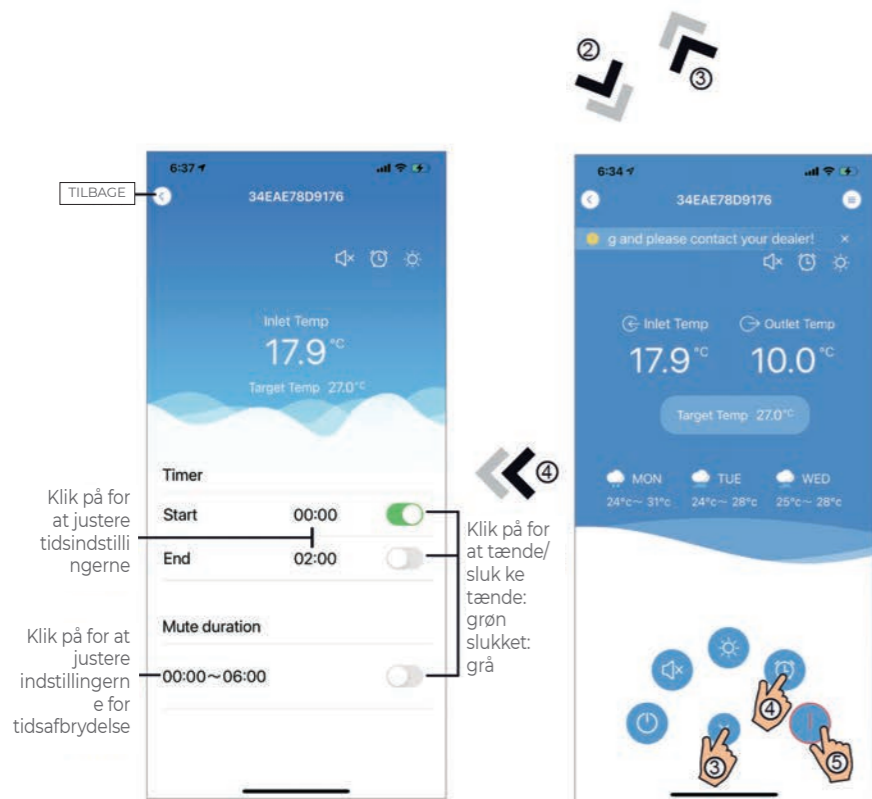 ②
③
TILBAGE
6:37
34EAE78D9176
Inlet Temp
17.9°C
Target Temp 27.0°C
Timer
Start 00:00
End 02:00
Mute duration
00:00～06:00
Klik på for
at justere
tidsindstilli
ngerne
Klik på for at
justere
indstillingern
e for
tidsafbrydelse
Klik på for
at tænde/
sluk ke
tænde:
grøn
slukket:
grå
④
6:34
34EAE78D9176
g and please contact your dealer! ×
Inlet Temp Outlet Temp
17.9°C 10.0°C
Target Temp 27.0°C
MON TUE WED
24°c～ 31°c 24°c～ 28°c 25°c～ 28°c
④
③
⑤